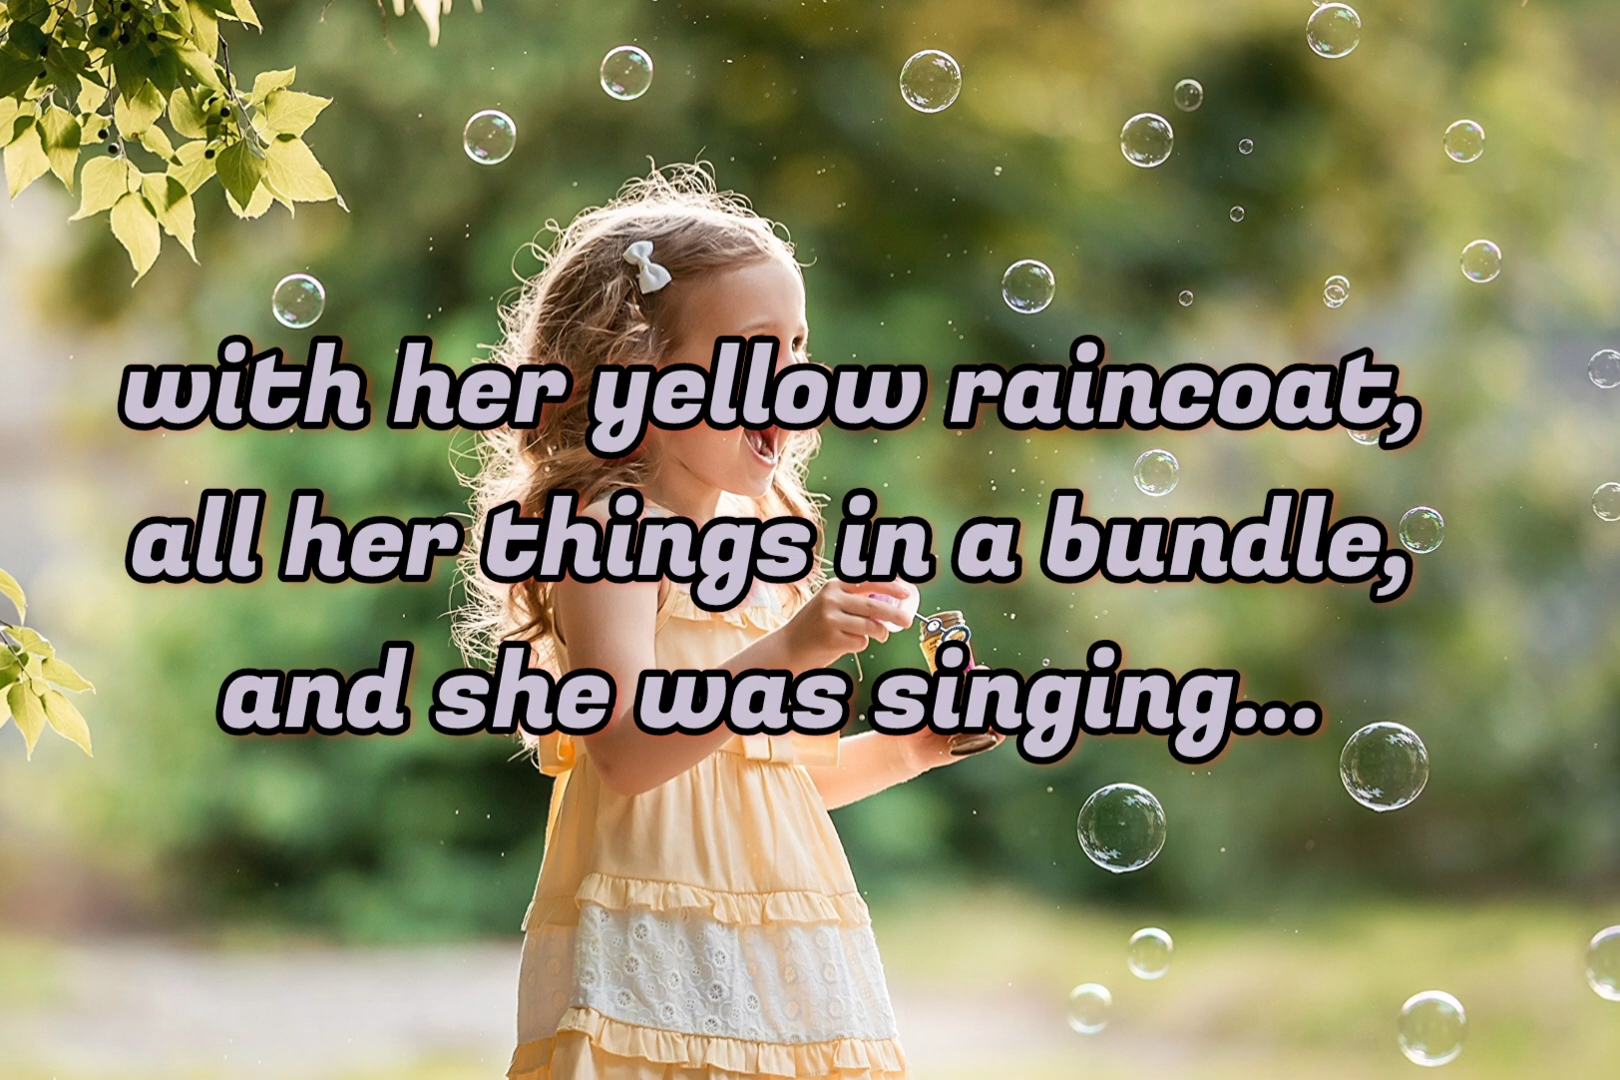 with her yellow raincoat,
all her things in a bundle,
and she was singing...